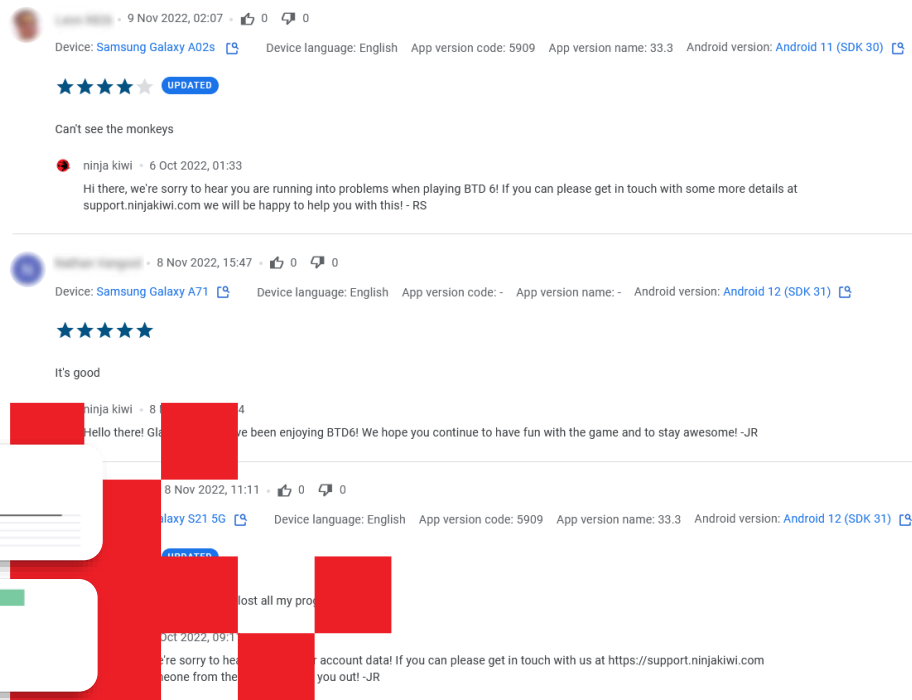 9 Nov 2022, 02:07 0 0
Device: Samsung Galaxy A02s Device language: English App version code: 5909 App version name: 33.3 Android version: Android 11 (SDK 30)
UPDATED
Can't see the monkeys
ninja kiwi 6 Oct 2022, 01:33
Hi there, we're sorry to hear you are running into problems when playing BTD 6! If you can please get in touch with some more details at
support.ninjakiwi.com we will be happy to help you with this! - RS
N
8 Nov 2022, 15:47 0 0
Device: Samsung Galaxy A71 Device language: English App version code: - App version name: - Android version: Android 12 (SDK 31)
It's good
ninja kiwi 8 4
Hello there! ve been enjoying BTD6! We hope you continue to have fun with the game and to stay awesome! -JR
8 Nov 2022, 11:11 0 0
alaxy S21 5G Device language: English App version code: 5909 App version name: 33.3 Android version: Android 12 (SDK 31)
UPDATED
lost all my
Oct 2022, 09:1
e're sorry to account data! If you can please get in touch with us at https://support.ninjakiwi.com
eone from the you out! -JR